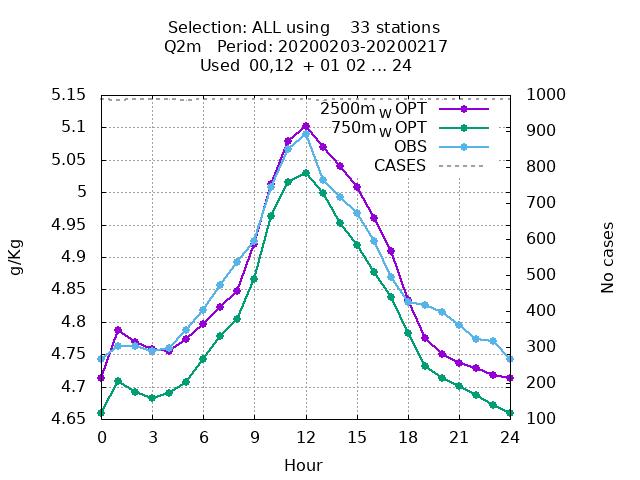 Selection: ALL using    33 stations
Q2m   Period: 20200203-20200217
Used  00,12  + 01 02 ... 24
5.15
5.1
5.05
5
4.95
4.9
4.85
4.8
4.75
4.7
4.65
g/Kg
2500m W OPT
750m W OPT
OBS
CASES
1000
900
800
700
600
500
400
300
200
100
No cases
0 3 6 9 12 15 18 21 24
Hour